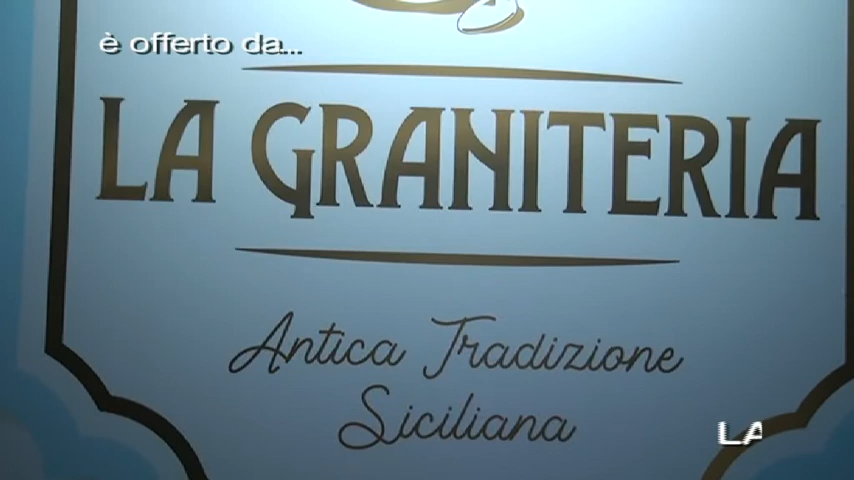 è offerto da...
LA GRANITERIA
Antica Tradizione
Siciliana
LA